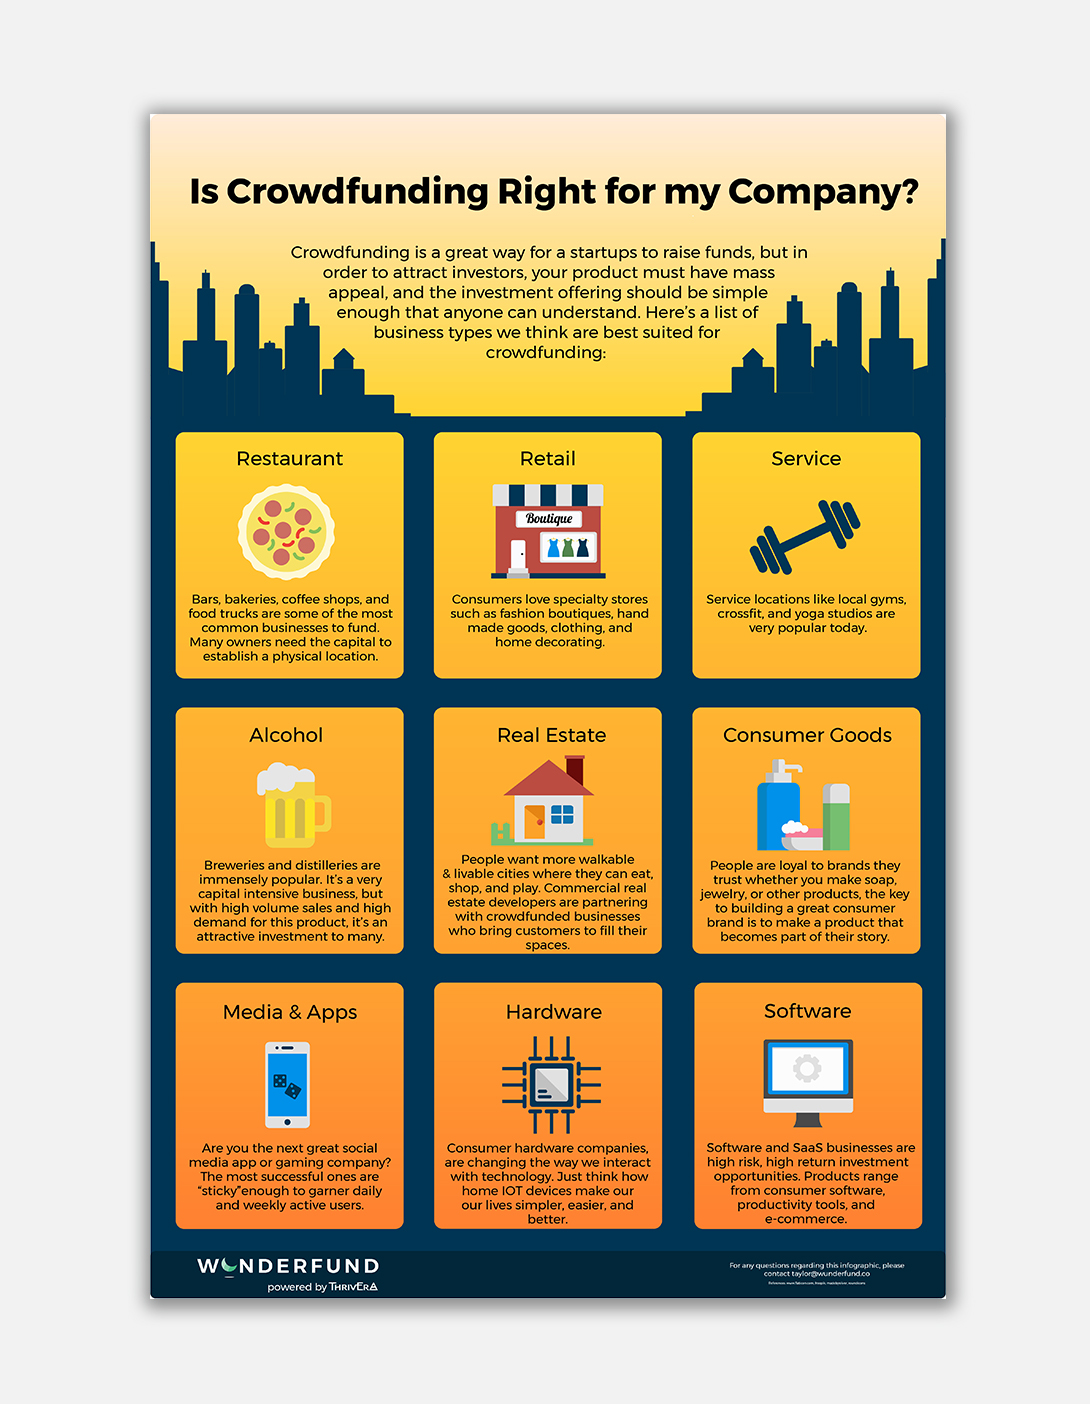 Is Crowdfunding Right for my Company?
Crowdfunding is a great way for a startups to raise funds, but in
order to attract investors, your product must have mass
appeal, and the investment offering should be simple
enough that anyone can understand. Here's a list of
business types we think are best suited for
crowdfunding:
Restaurant
Bars, bakeries, coffee shops, and
food trucks are some of the most
common businesses to fund.
Many owners need the capital to
establish a physical location.
Retail
Boutique
Consumers love specialty stores
such as fashion boutiques, hand
made goods, clothing, and
home decorating.
Service
Service locations like local gyms,
crossfit, and yoga studios are
very popular today.
Alcohol
Breweries and distilleries are
immensely popular. It's a very
capital intensive business, but
with high volume sales and high
demand for this product, it's an
attractive investment to many.
Real Estate
People want more walkable
& livable cities where they can eat,
shop, and play. Commercial real
estate developers are partnering
with crowdfunded businesses
who bring customers to fill their
spaces.
Consumer Goods
People are loyal to brands they
trust whether you make soap,
jewelry, or other products, the key
to building a great consumer
brand is to make a product that
becomes part of their story.
Media & Apps
Are you the next great social
media app or gaming company?
The most successful ones are
"sticky"enough to garner daily
and weekly active users.
Hardware
Consumer hardware companies,
are changing the way we interact
with technology. Just think how
home IOT devices make our
our lives simpler, easier, and
better.
Software
Software and SaaS businesses are
high risk, high return investment
opportunities. Products range
from consumer software,
productivity tools, and
e-commerce.
WUNDERFUND
powered by THRIVERA
For any questions regarding this infographic, please
contact taylor@wunderfund.co